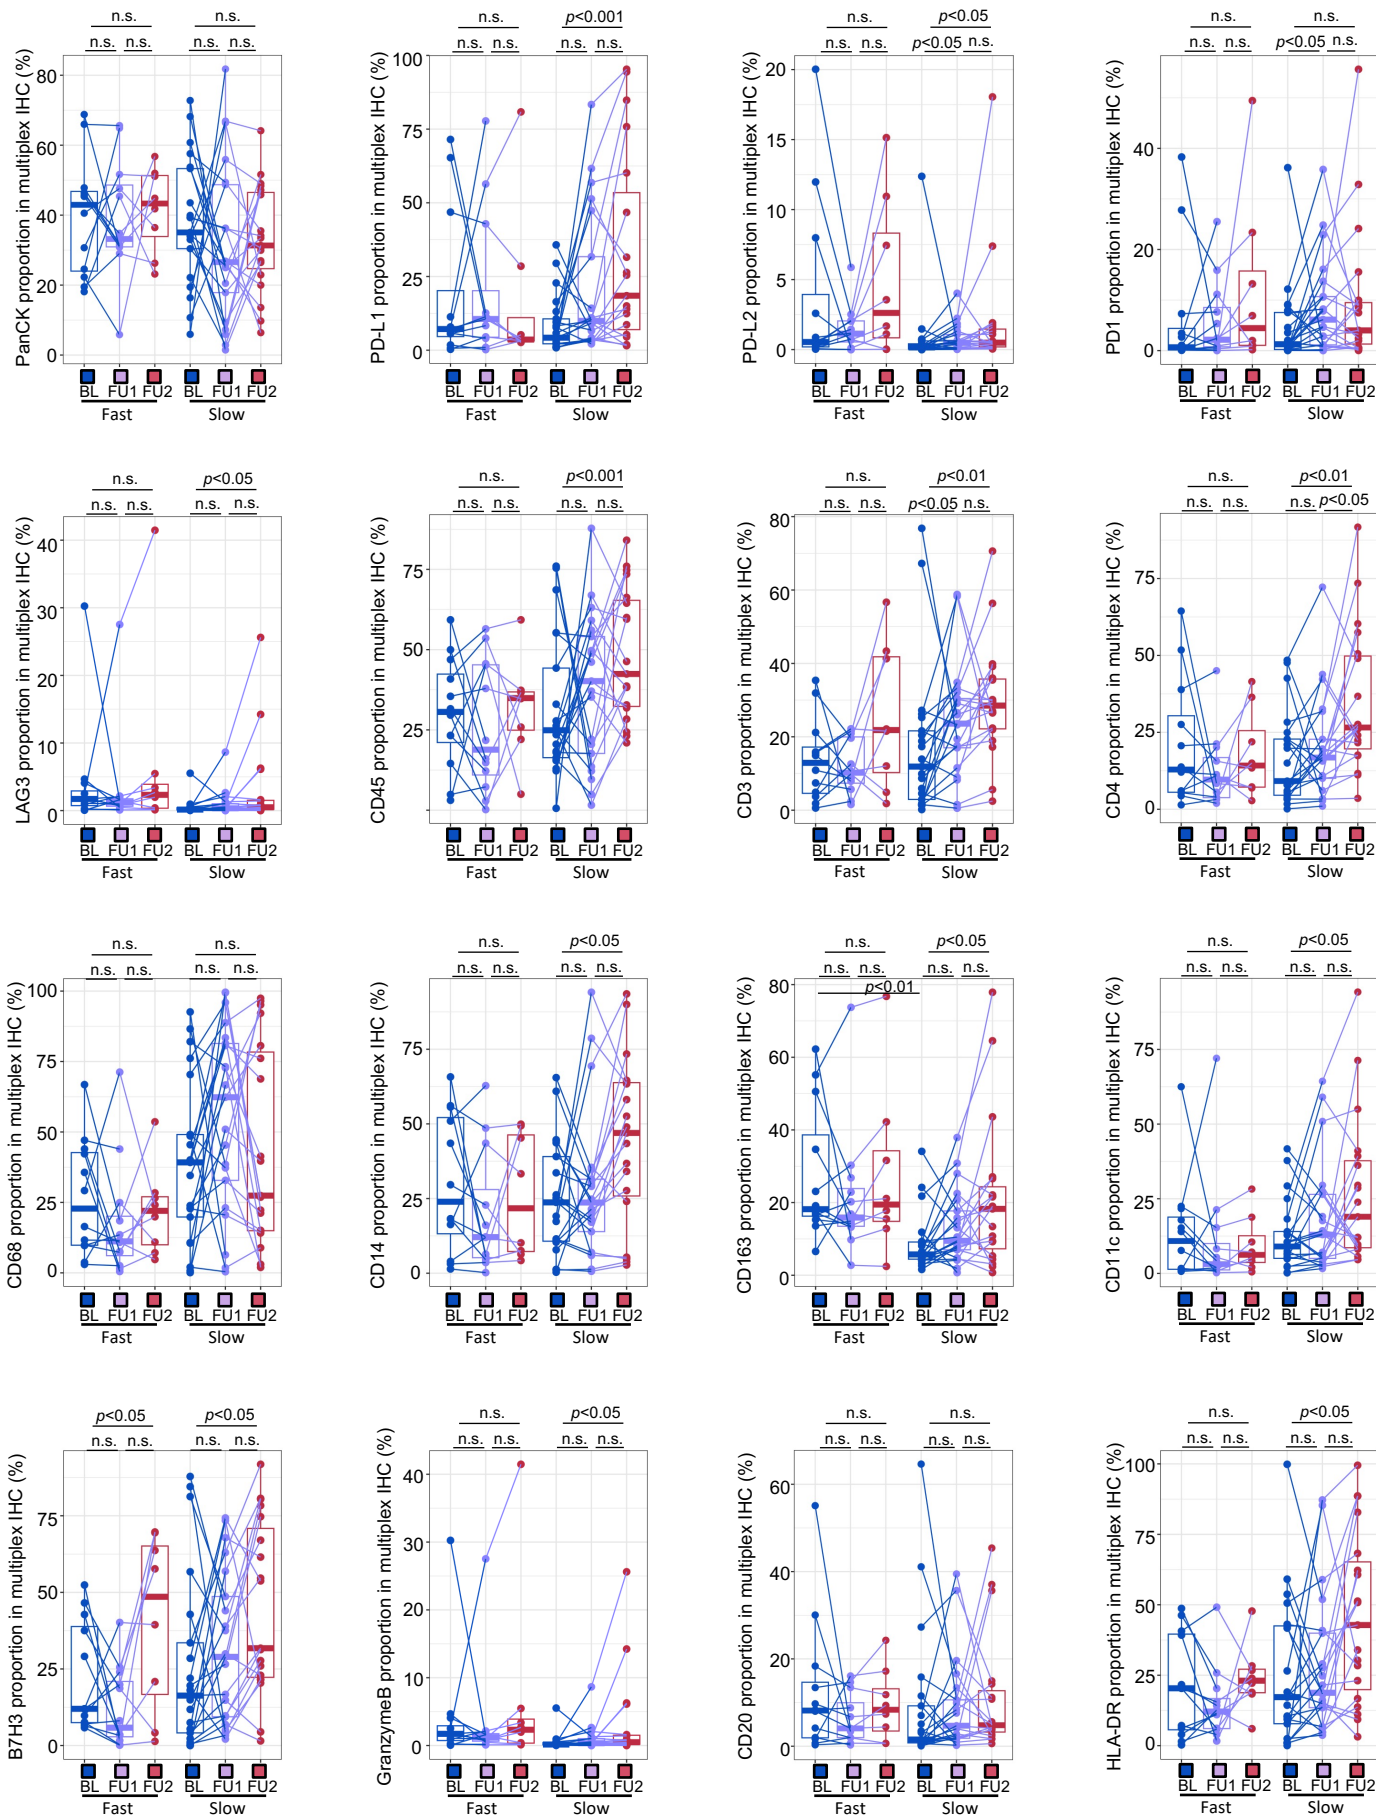 n.s. n.s.
n.s. n.s. n.s. n.s.
PanCK proportion in multiplex IHC (%)
80
60
40
20
0
BL FU1 FU2 BL FU1 FU2
Fast Slow
n.s. p<0.001
n.s. n.s. n.s. n.s.
PD-L1 proportion in multiplex IHC (%)
100
75
50
25
0
BL FU1 FU2 BL FU1 FU2
Fast Slow
n.s. p<0.05
n.s. n.s. p<0.05 n.s.
PD-L2 proportion in multiplex IHC (%)
20
15
10
5
0
BL FU1 FU2 BL FU1 FU2
Fast Slow
n.s. n.s.
n.s. n.s. p<0.05 n.s.
PD1 proportion in multiplex IHC (%)
40
20
0
BL FU1 FU2 BL FU1 FU2
Fast Slow
n.s. p<0.05
n.s. n.s. n.s. n.s.
LAG3 proportion in multiplex IHC (%)
40
30
20
10
0
BL FU1 FU2 BL FU1 FU2
Fast Slow
n.s. p<0.001
n.s. n.s. n.s. n.s.
CD45 proportion in multiplex IHC (%)
75
50
25
BL FU1 FU2 BL FU1 FU2
Fast Slow
n.s. p<0.01
n.s. n.s. p<0.05 n.s.
CD3 proportion in multiplex IHC (%)
80
60
40
20
0
BL FU1 FU2 BL FU1 FU2
Fast Slow
n.s. p<0.01
n.s. n.s. n.s. p<0.05
CD4 proportion in multiplex IHC (%)
75
50
25
0
BL FU1 FU2 BL FU1 FU2
Fast Slow
n.s. n.s.
n.s. n.s. n.s. n.s.
CD68 proportion in multiplex IHC (%)
100
75
50
25
0
BL FU1 FU2 BL FU1 FU2
Fast Slow
n.s. p<0.05
n.s. n.s. n.s. n.s.
CD14 proportion in multiplex IHC (%)
75
50
25
0
BL FU1 FU2 BL FU1 FU2
Fast Slow
n.s. p<0.05
n.s. n.s. n.s. n.s.
p<0.01
CD163 proportion in multiplex IHC (%)
80
60
40
20
0
BL FU1 FU2 BL FU1 FU2
Fast Slow
n.s. p<0.05
n.s. n.s. n.s. n.s.
CD11c proportion in multiplex IHC (%)
75
50
25
0
BL FU1 FU2 BL FU1 FU2
Fast Slow
p<0.05 p<0.05
n.s. n.s. n.s. n.s.
B7H3 proportion in multiplex IHC (%)
75
50
25
0
BL FU1 FU2 BL FU1 FU2
Fast Slow
n.s. p<0.05
n.s. n.s. n.s. n.s.
GranzymeB proportion in multiplex IHC (%)
40
30
20
10
0
BL FU1 FU2 BL FU1 FU2
Fast Slow
n.s. n.s.
n.s. n.s. n.s. n.s.
CD20 proportion in multiplex IHC (%)
60
40
20
0
BL FU1 FU2 BL FU1 FU2
Fast Slow
n.s. p<0.05
n.s. n.s. n.s. n.s.
HLA-DR proportion in multiplex IHC (%)
100
75
50
25
0
BL FU1 FU2 BL FU1 FU2
Fast Slow